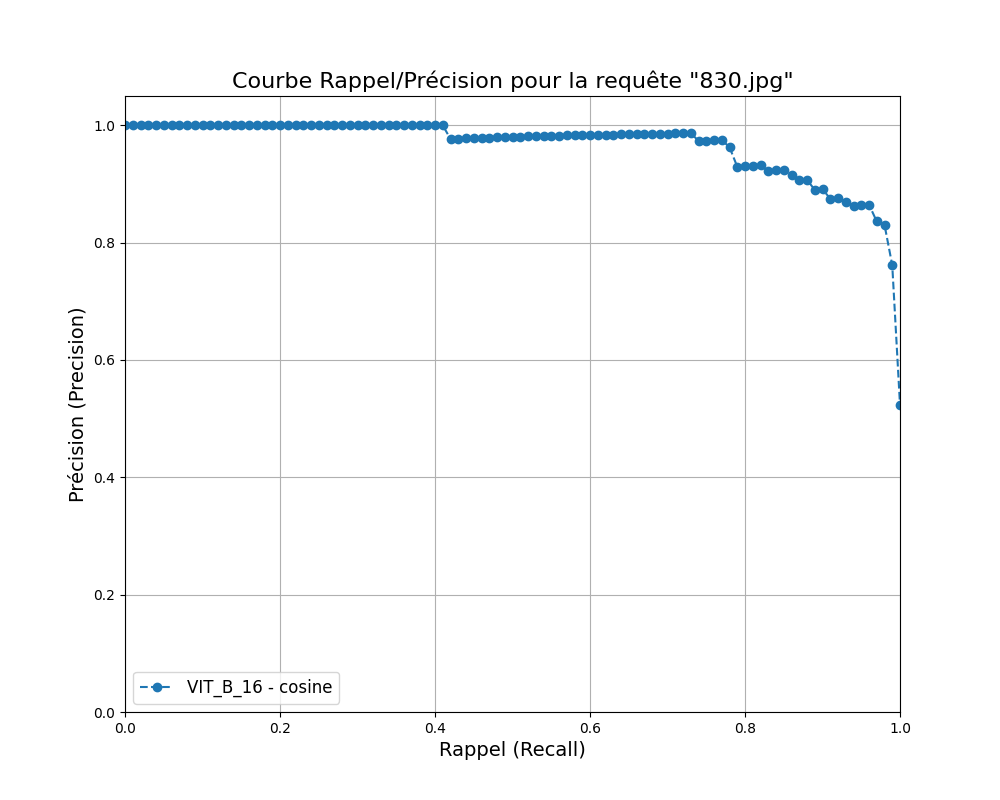 Courbe Rappel/Précision pour la requête "830.jpg"
Précision (Precision)
1.0
0.8
0.6
0.4
0.2
0.0
VIT_B_16 - cosine
0.0 0.2 0.4 0.6 0.8 1.0
Rappel (Recall)